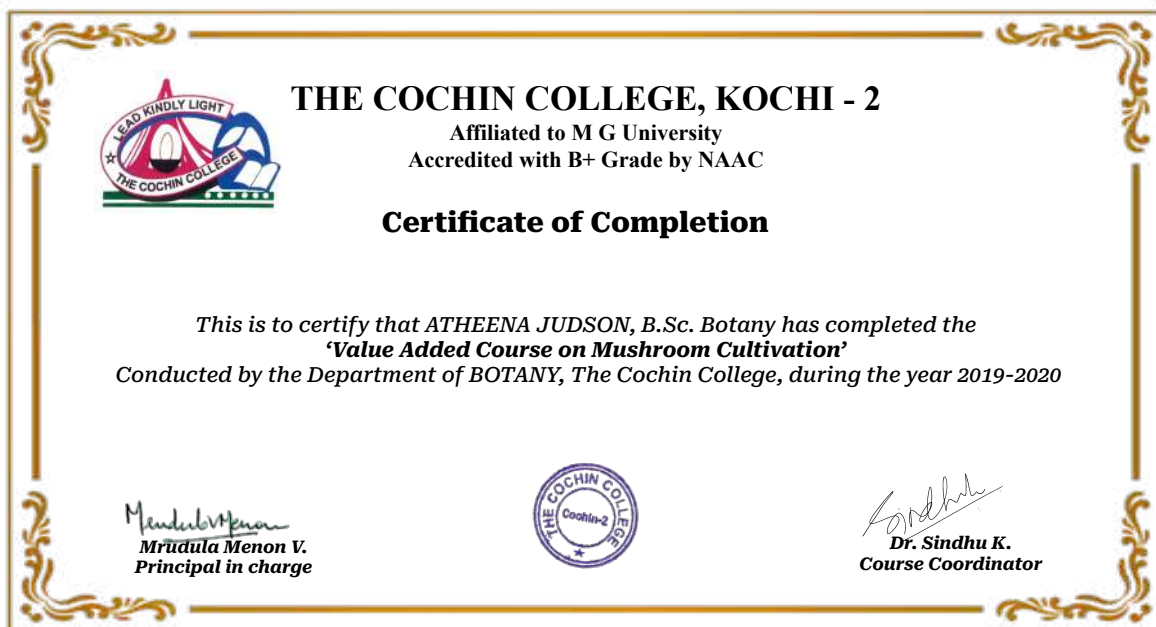 THE COCHIN COLLEGE, KOCHI - 2
Affiliated to M G University
Accredited with B+ Grade by NAAC
LEAD KINDLY LIGHT
THE COCHIN COLLEGE
Certificate of Completion
This is to certify that ATHEENA JUDSON, B.Sc. Botany has completed the
‘Value Added Course on Mushroom Cultivation’
Conducted by the Department of BOTANY, The Cochin College, during the year 2019-2020
THE COCHIN COLLEGE
Cochin-2
Mrudula Menon V.
Principal in charge
Sindhu
Dr. Sindhu K.
Course Coordinator